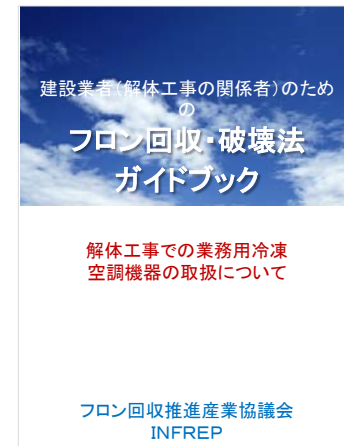 建設業者(解体工事の関係者)のため
の
フロン回収・破壊法
ガイドブック
解体工事での業務用冷凍
空調機器の取扱について
フロン回収推進産業協議会
INFREP